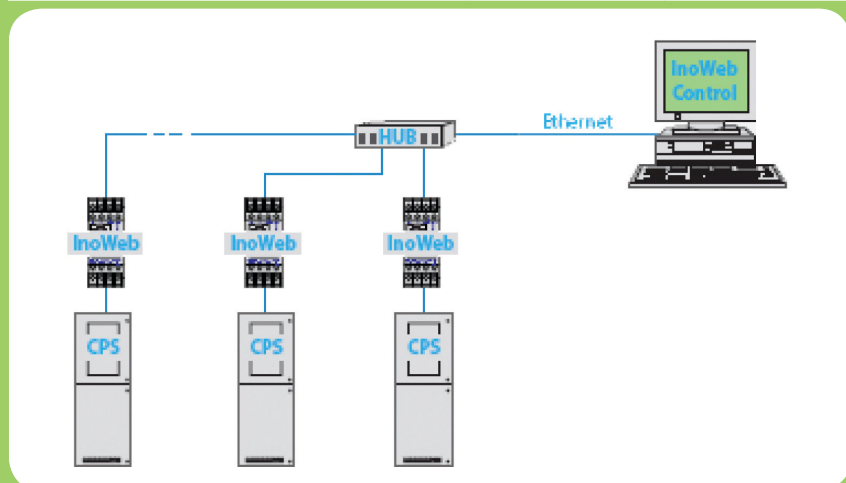 InoWeb
Control
Ethernet
HUB
InoWeb
InoWeb
InoWeb
CPS
CPS
CPS